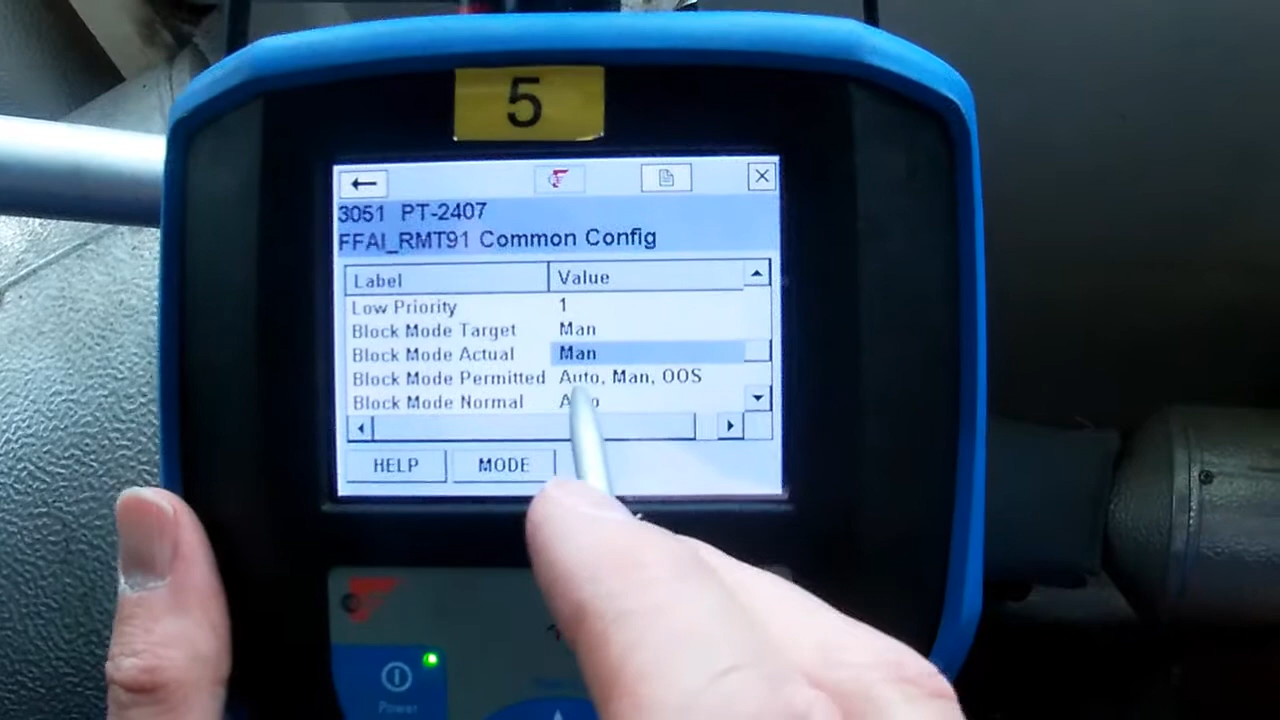 5
3051 PT-2407
FFAI_RMT91 Common Config
Label Value
Low Priority 1
Block Mode Target Man
Block Mode Actual Man
Block Mode Permitted Auto, Man, OOS
Block Mode Normal Auto
HELP MODE
Power